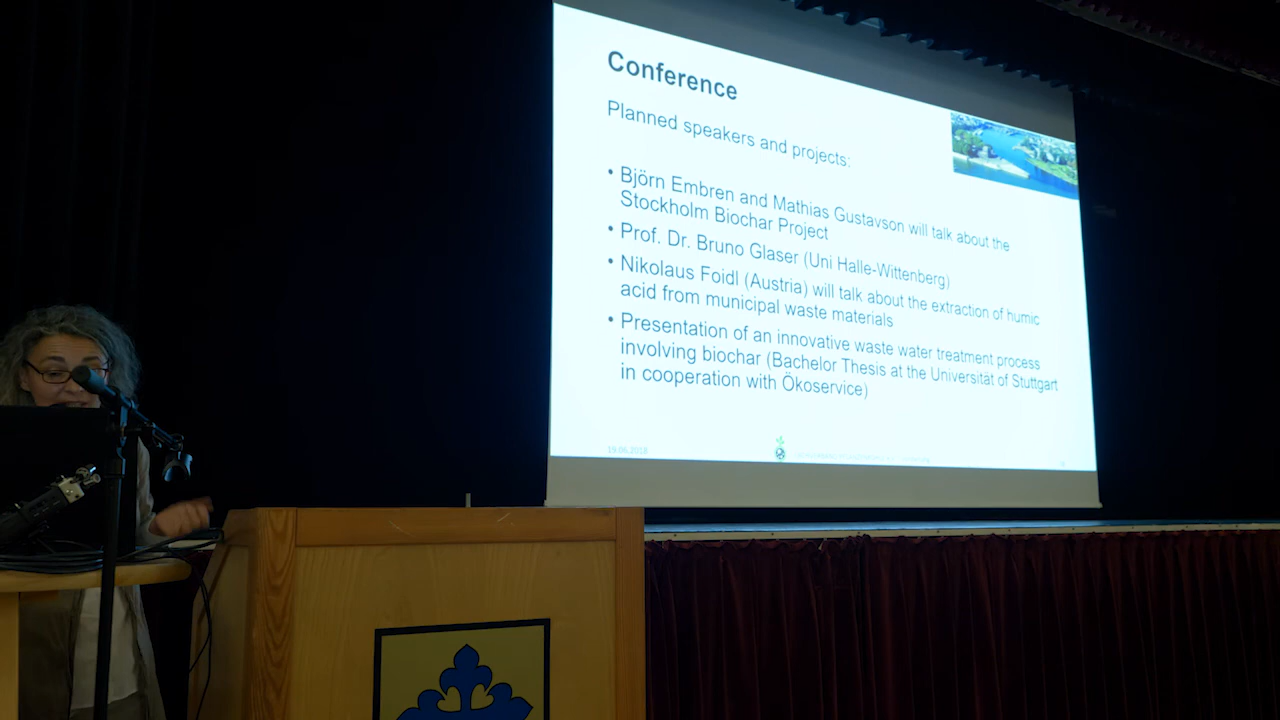 Conference
Planned speakers and projects:
• Björn Embren and Mathias Gustavson will talk about the
Stockholm Biochar Project
• Prof. Dr. Bruno Glaser (Uni Halle-Wittenberg)
• Nikolaus Foidl (Austria) will talk about the extraction of humic
acid from municipal waste materials
• Presentation of an innovative waste water treatment process
involving biochar (Bachelor Thesis at the Universität of Stuttgart
in cooperation with Ökoservice)
19.06.2018